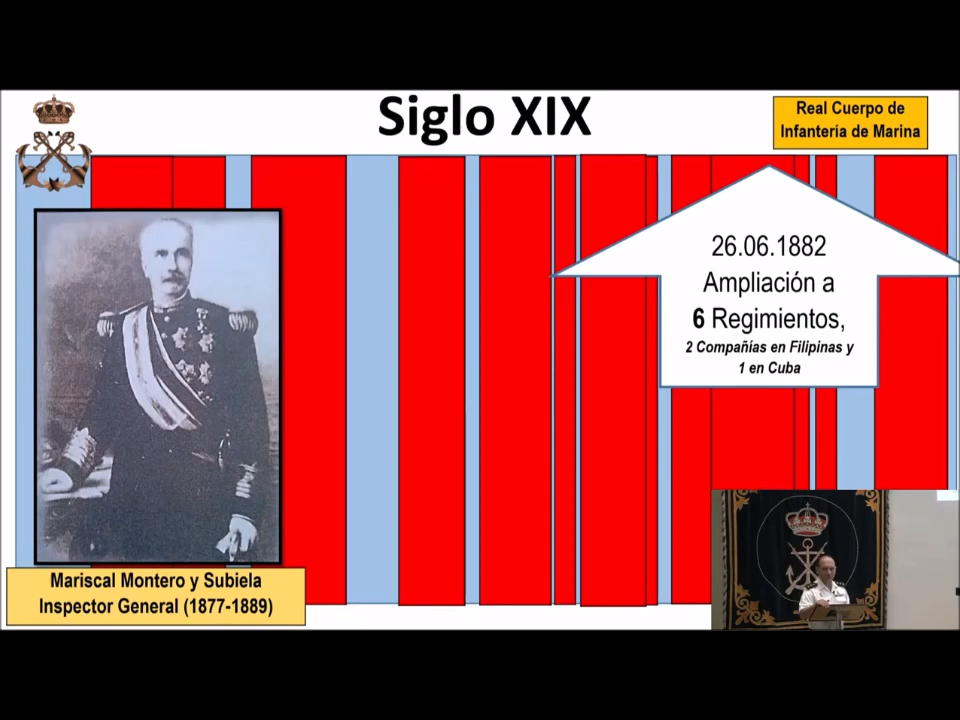 Siglo XIX
Real Cuerpo de
Infantería de Marina
26.06.1882
Ampliación a
6 Regimientos,
2 Compañías en Filipinas y
1 en Cuba
Mariscal Montero y Subiela
Inspector General (1877-1889)